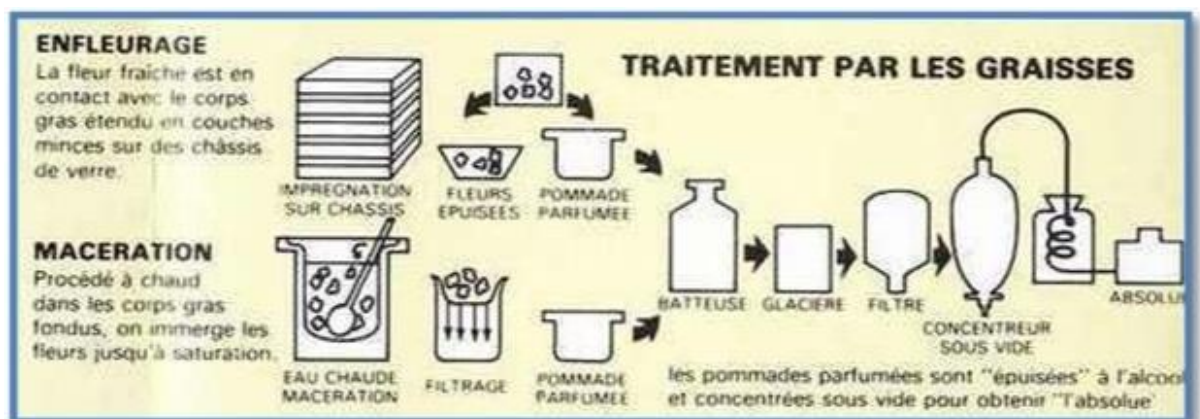 ENFLEURAGE
La fleur fraîche est en
contact avec le corps
gras étendu en couches
minces sur des châssis
de verre.
IMPREGNATION
SUR CHASSIS
FLEURS
EPUISEES
POMMADE
PARFUMEE
TRAITEMENT PAR LES GRAISSES
MACERATION
Procédé à chaud
dans les corps gras
fondus, on immerge les
fleurs jusqu'à saturation.
EAU CHAUDE
MACERATION
FILTRAGE
POMMADE
PARFUMEE
BATTEUSE
GLACIERE
FILTRE
CONCENTREUR
SOUS VIDE
ABSOLU
les pommades parfumées sont "épuisées" à l'alcool
et concentrées sous vide pour obtenir "l'absolue"